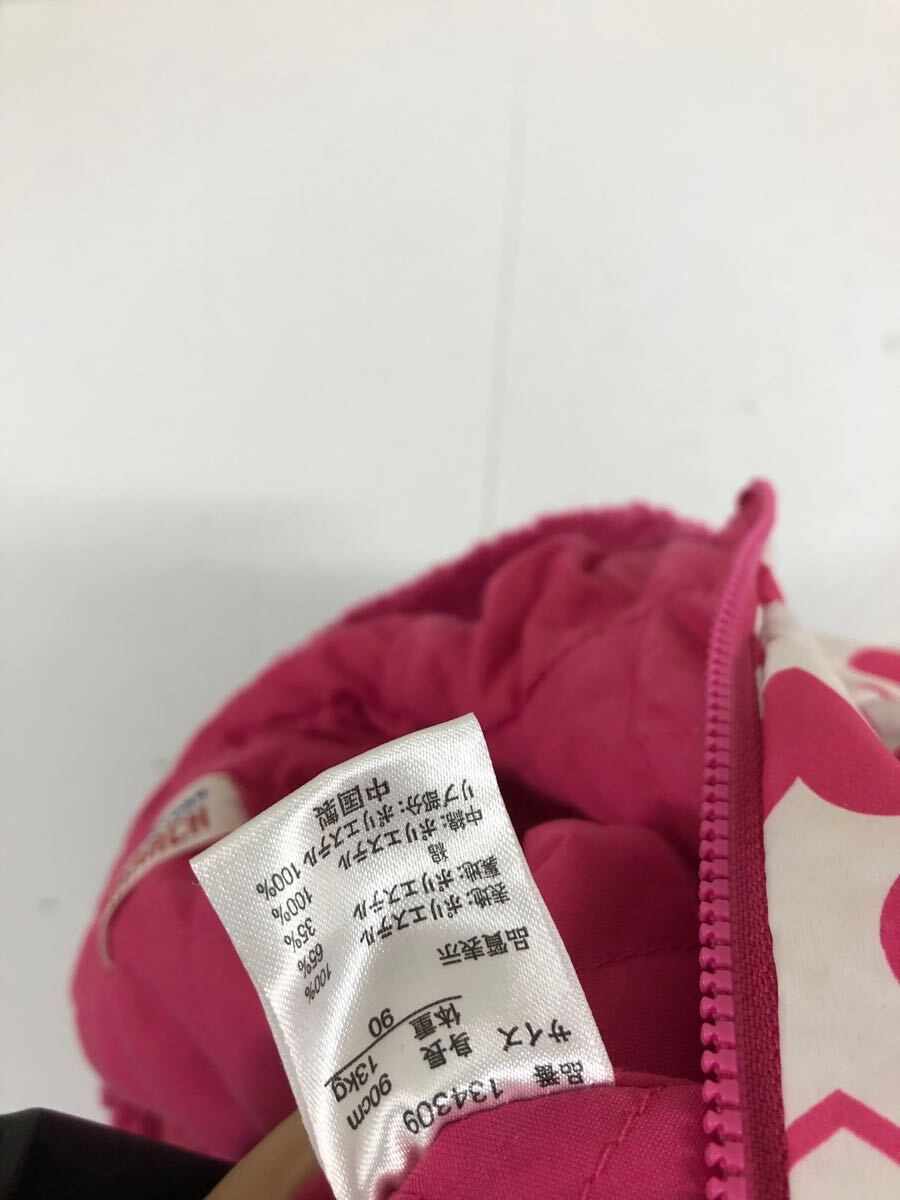 品番 134309
サイズ 90
身長 90cm
体重 13kg
品質表示
表地:ポリエステル 100%
裏地:ポリエステル 65%
綿 35%
中綿:ポリエステル 100%
リブ部分:ポリエステル 100%
中国製